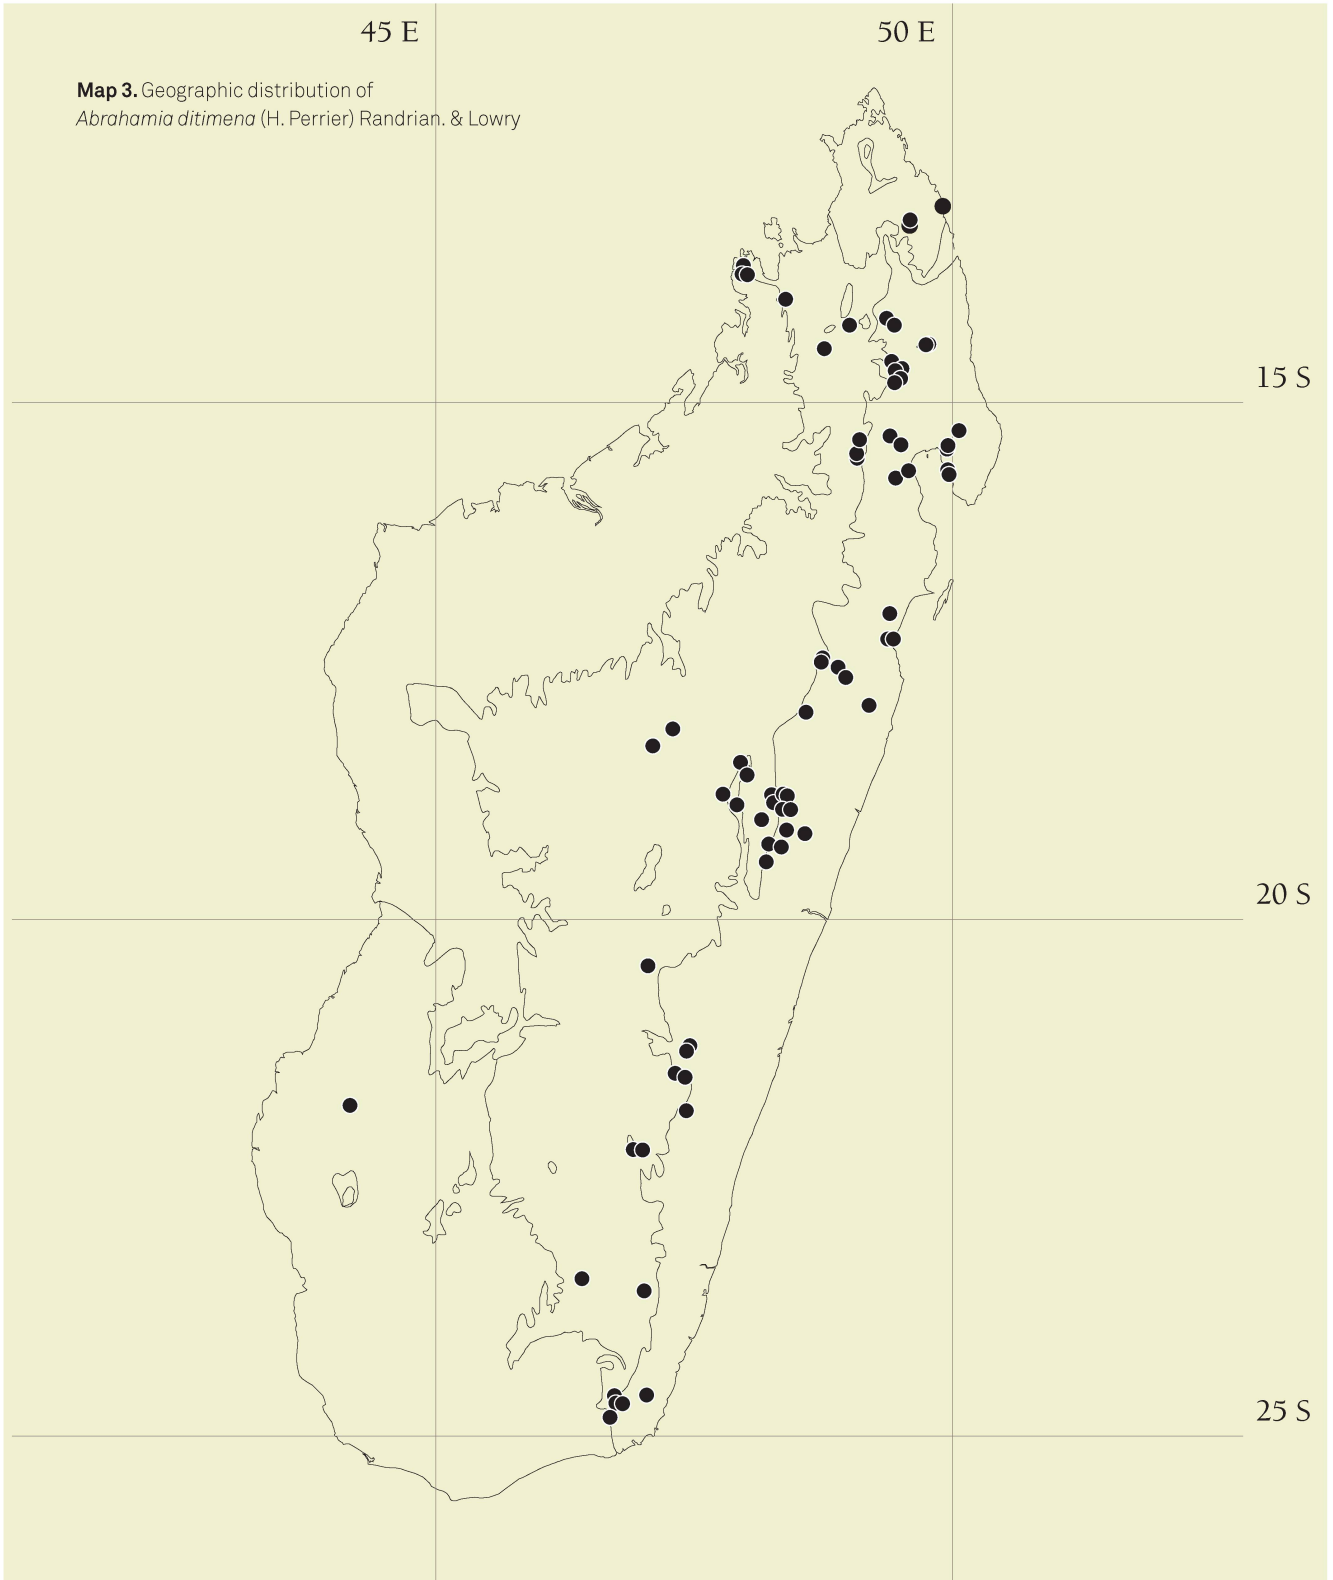 45 E
50 E
Map 3. Geographic distribution of
Abrahamia ditimena (H. Perrier) Randrian. & Lowry
15 S
20 S
25 S